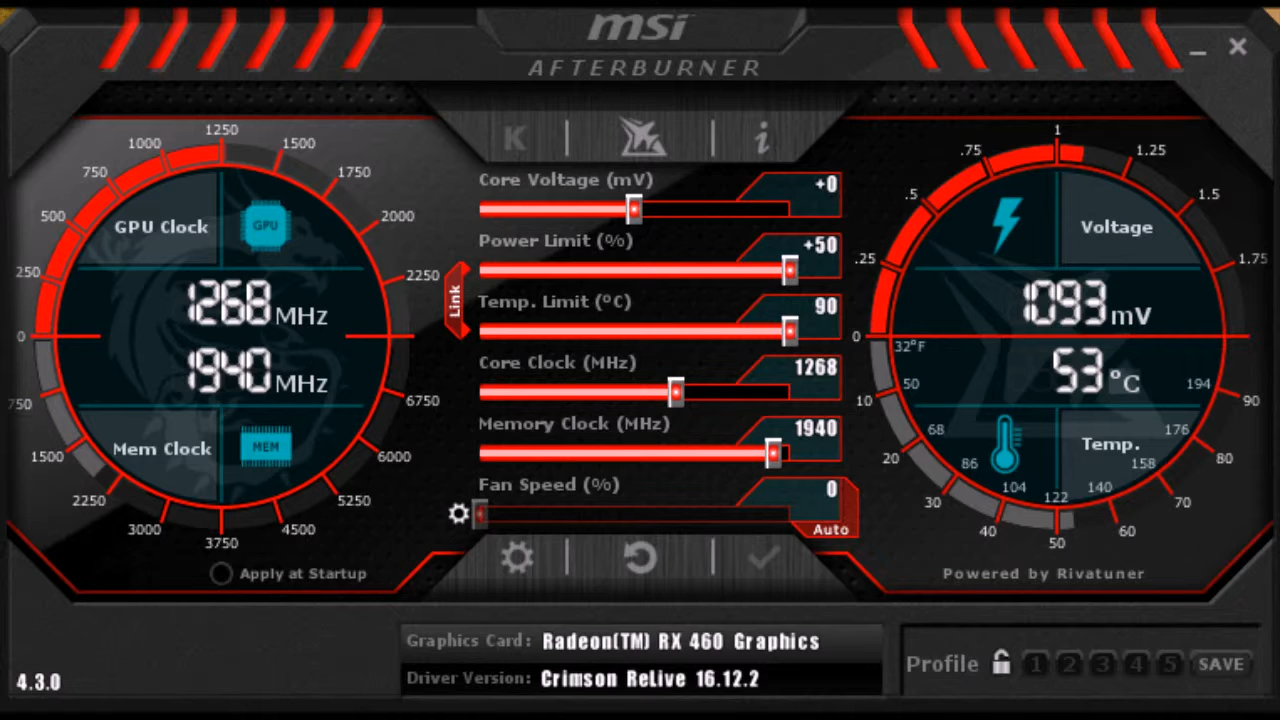 msi
AFTERBURNER
K
i
GPU Clock
GPU
1268 MHz
1940 MHz
Mem Clock
MEM
0
250
500
750
1000
1250
1500
1750
2000
2250
750
1500
2250
3000
3750
4500
5250
6000
6750
Apply at Startup
Core Voltage (mV)
+0
Power Limit (%)
+50
Link
Temp. Limit (ºC)
90
Core Clock (MHz)
1268
Memory Clock (MHz)
1940
Fan Speed (%)
0
Auto
0
.25
.5
.75
1
1.25
1.5
1.75
Voltage
1093 mV
53 °C
Temp.
32°F
50
68
86
104
122
140
158
176
194
10
20
30
40
50
60
70
80
90
Powered by Rivatuner
Graphics Card: Radeon(TM) RX 460 Graphics
Driver Version: Crimson ReLive 16.12.2
4.3.0
Profile 1 2 3 4 5 SAVE